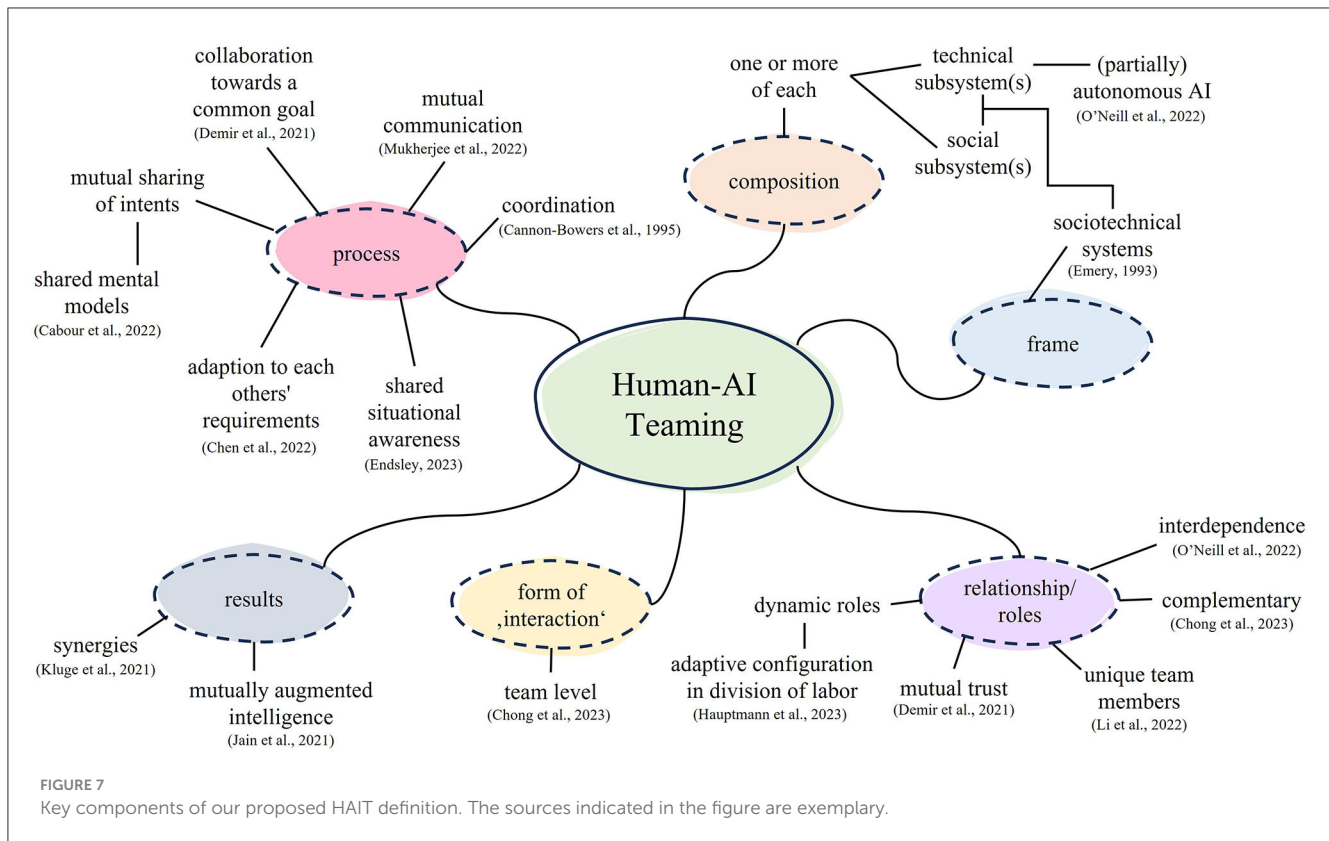 collaboration
towards a
common goal
(Demir et al., 2021)
mutual
communication
(Mukherjee et al., 2022)
mutual sharing
of intents
coordination
(Cannon-Bowers et al., 1995)
process
shared mental
models
(Cabour et al., 2022)
adaption to each
others'
requirements
(Chen et al., 2022)
shared
situational
awareness
(Endsley, 2023)
one or more
of each
technical
subsystem(s)
(partially)
autonomous AI
(O’Neill et al., 2022)
social
subsystem(s)
composition
sociotechnical
systems
(Emery, 1993)
frame
Human-AI
Teaming
results
synergies
(Kluge et al., 2021)
mutually augmented
intelligence
(Jain et al., 2021)
form of
‚interaction‘
team level
(Chong et al., 2023)
relationship/
roles
interdependence
(O’Neill et al., 2022)
complementary
(Chong et al., 2023)
dynamic roles
adaptive configuration
in division of labor
(Hauptmann et al., 2023)
mutual trust
(Demir et al., 2021)
unique team
members
(Li et al., 2022)
FIGURE 7
Key components of our proposed HAIT definition. The sources indicated in the figure are exemplary.